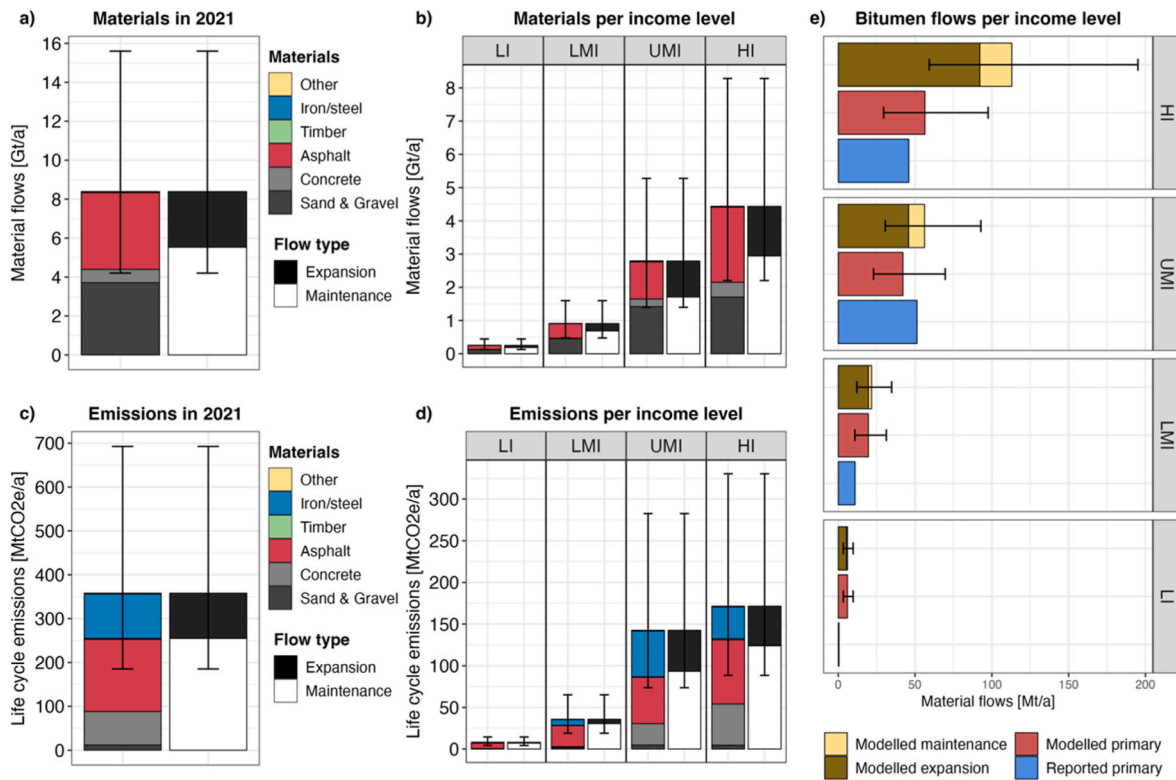 a) Materials in 2021
Material flows [Gt/a]
16
14
12
10
8
6
4
2
0
Materials
Other
Iron/steel
Timber
Asphalt
Concrete
Sand & Gravel
Flow type
Expansion
Maintenance
b) Materials per income level
LI LMI UMI HI
Material flows [Gt/a]
8
7
6
5
4
3
2
1
0
c) Emissions in 2021
Life cycle emissions [MtCO2e/a]
700
600
500
400
300
200
100
0
Materials
Other
Iron/steel
Timber
Asphalt
Concrete
Sand & Gravel
Flow type
Expansion
Maintenance
d) Emissions per income level
LI LMI UMI HI
Life cycle emissions [MtCO2e/a]
300
250
200
150
100
50
0
e) Bitumen flows per income level
HI
UMI
LMI
LI
0 50 100 150 200
Material flows [Mt/a]
Modelled maintenance Modelled primary
Modelled expansion Reported primary